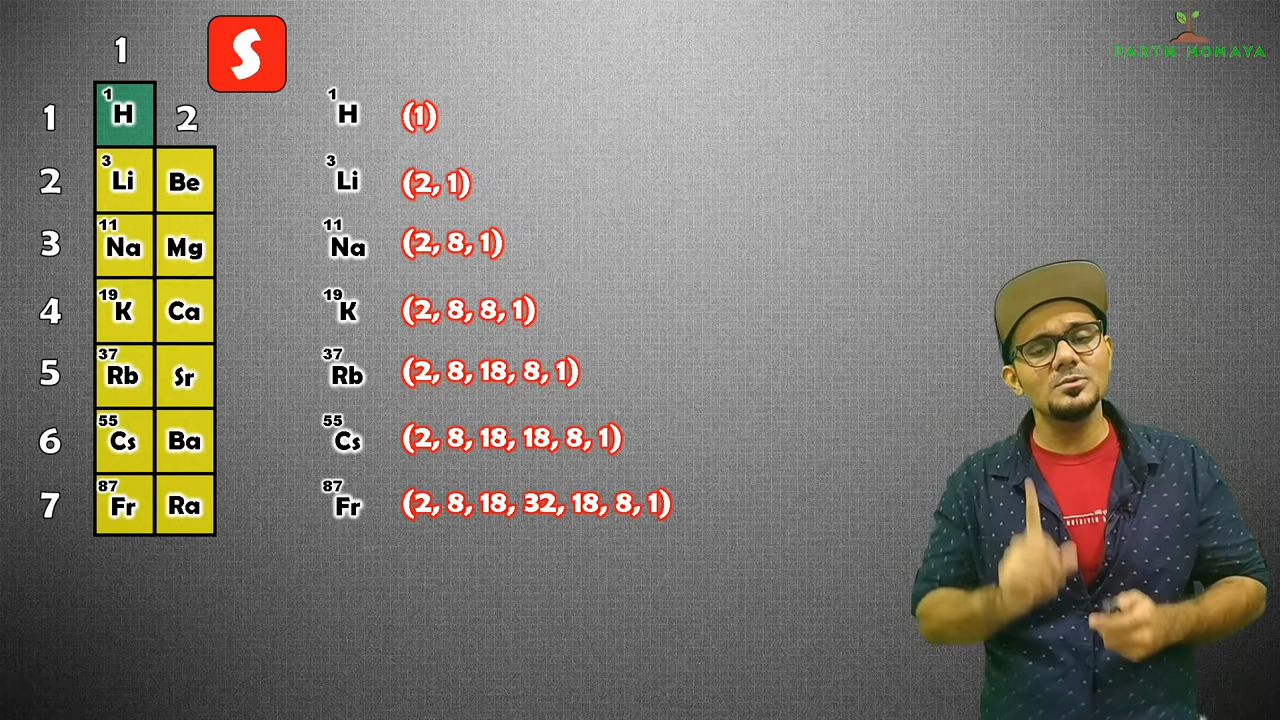 PARTH MOMAYA
1
S
1
1
H
2
1
H
(1)
2
3
Li
Be
3
Li
(2, 1)
3
11
Na
Mg
11
Na
(2, 8, 1)
4
19
K
Ca
19
K
(2, 8, 8, 1)
5
37
Rb
Sr
37
Rb
(2, 8, 18, 8, 1)
6
55
Cs
Ba
55
Cs
(2, 8, 18, 18, 8, 1)
7
87
Fr
Ra
87
Fr
(2, 8, 18, 32, 18, 8, 1)